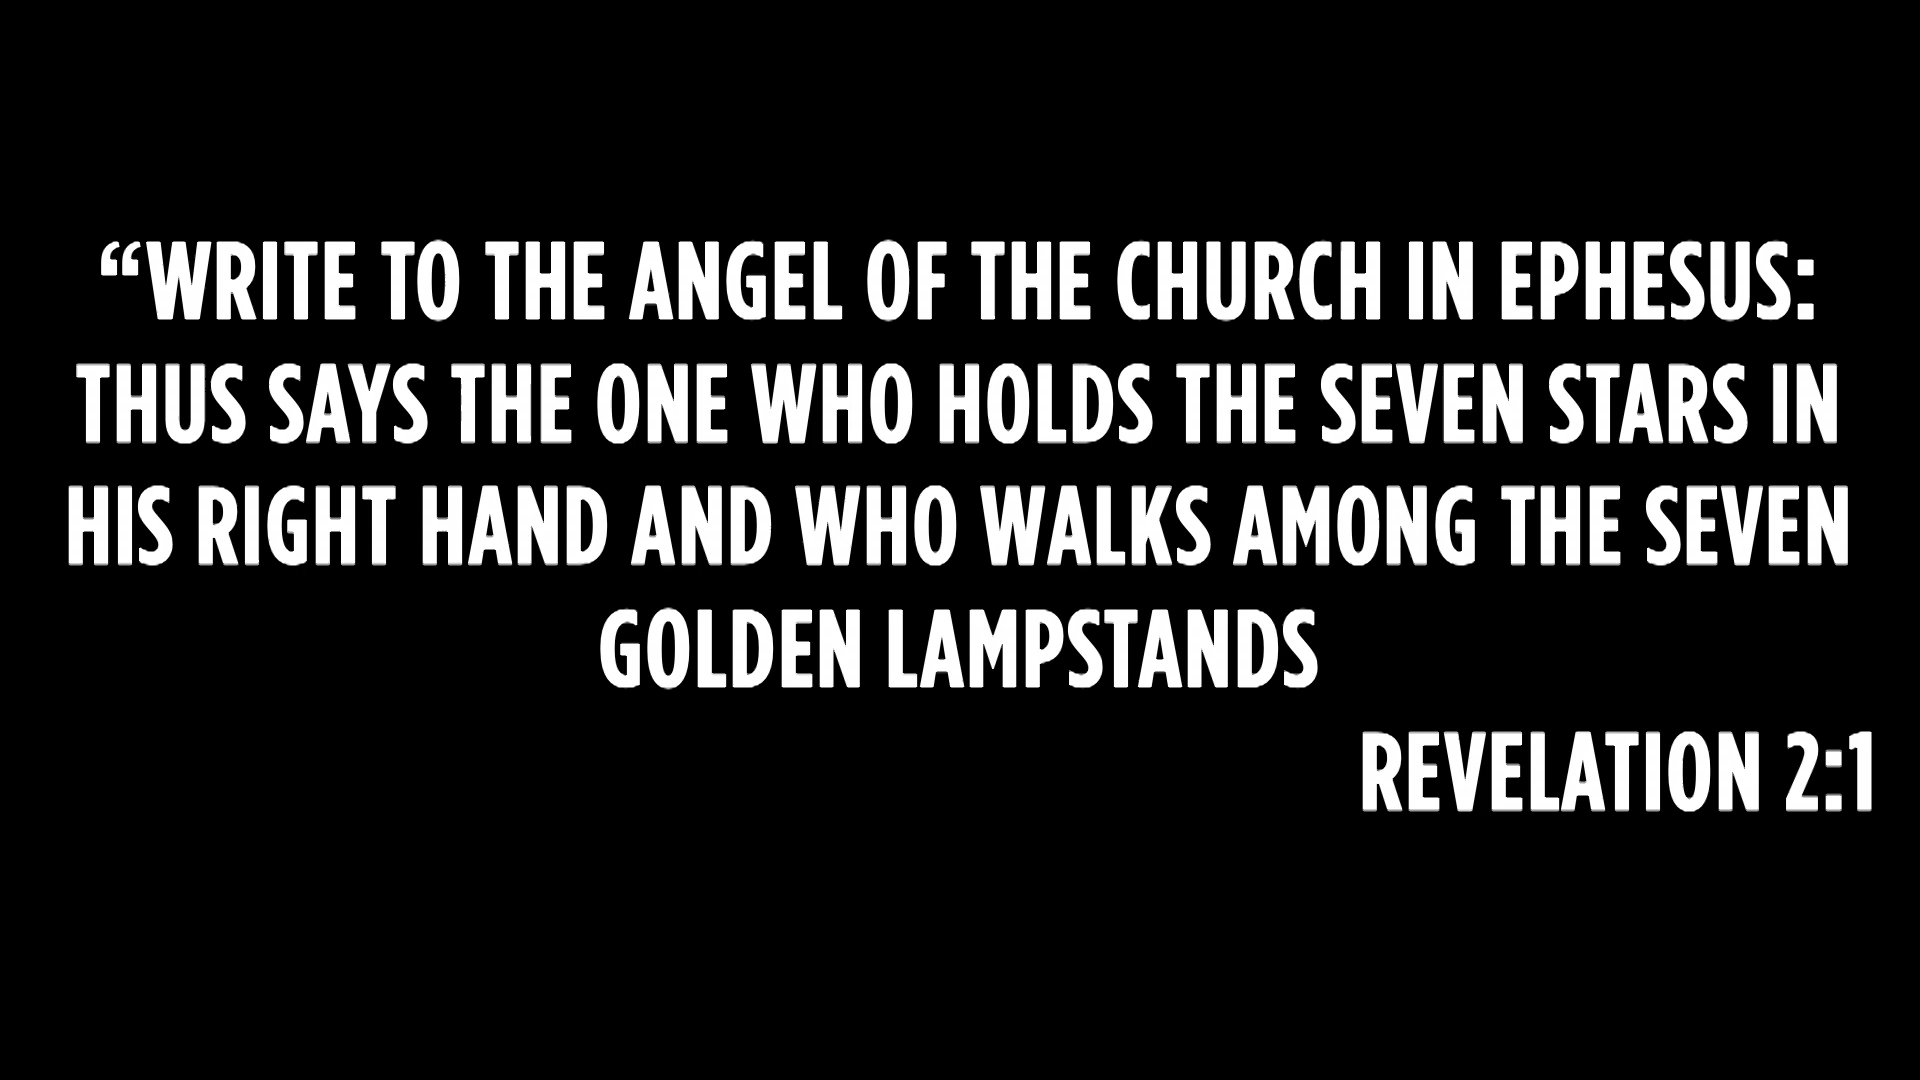 “WRITE TO THE ANGEL OF THE CHURCH IN EPHESUS:
THUS SAYS THE ONE WHO HOLDS THE SEVEN STARS IN
HIS RIGHT HAND AND WHO WALKS AMONG THE SEVEN
GOLDEN LAMPSTANDS
REVELATION 2:1